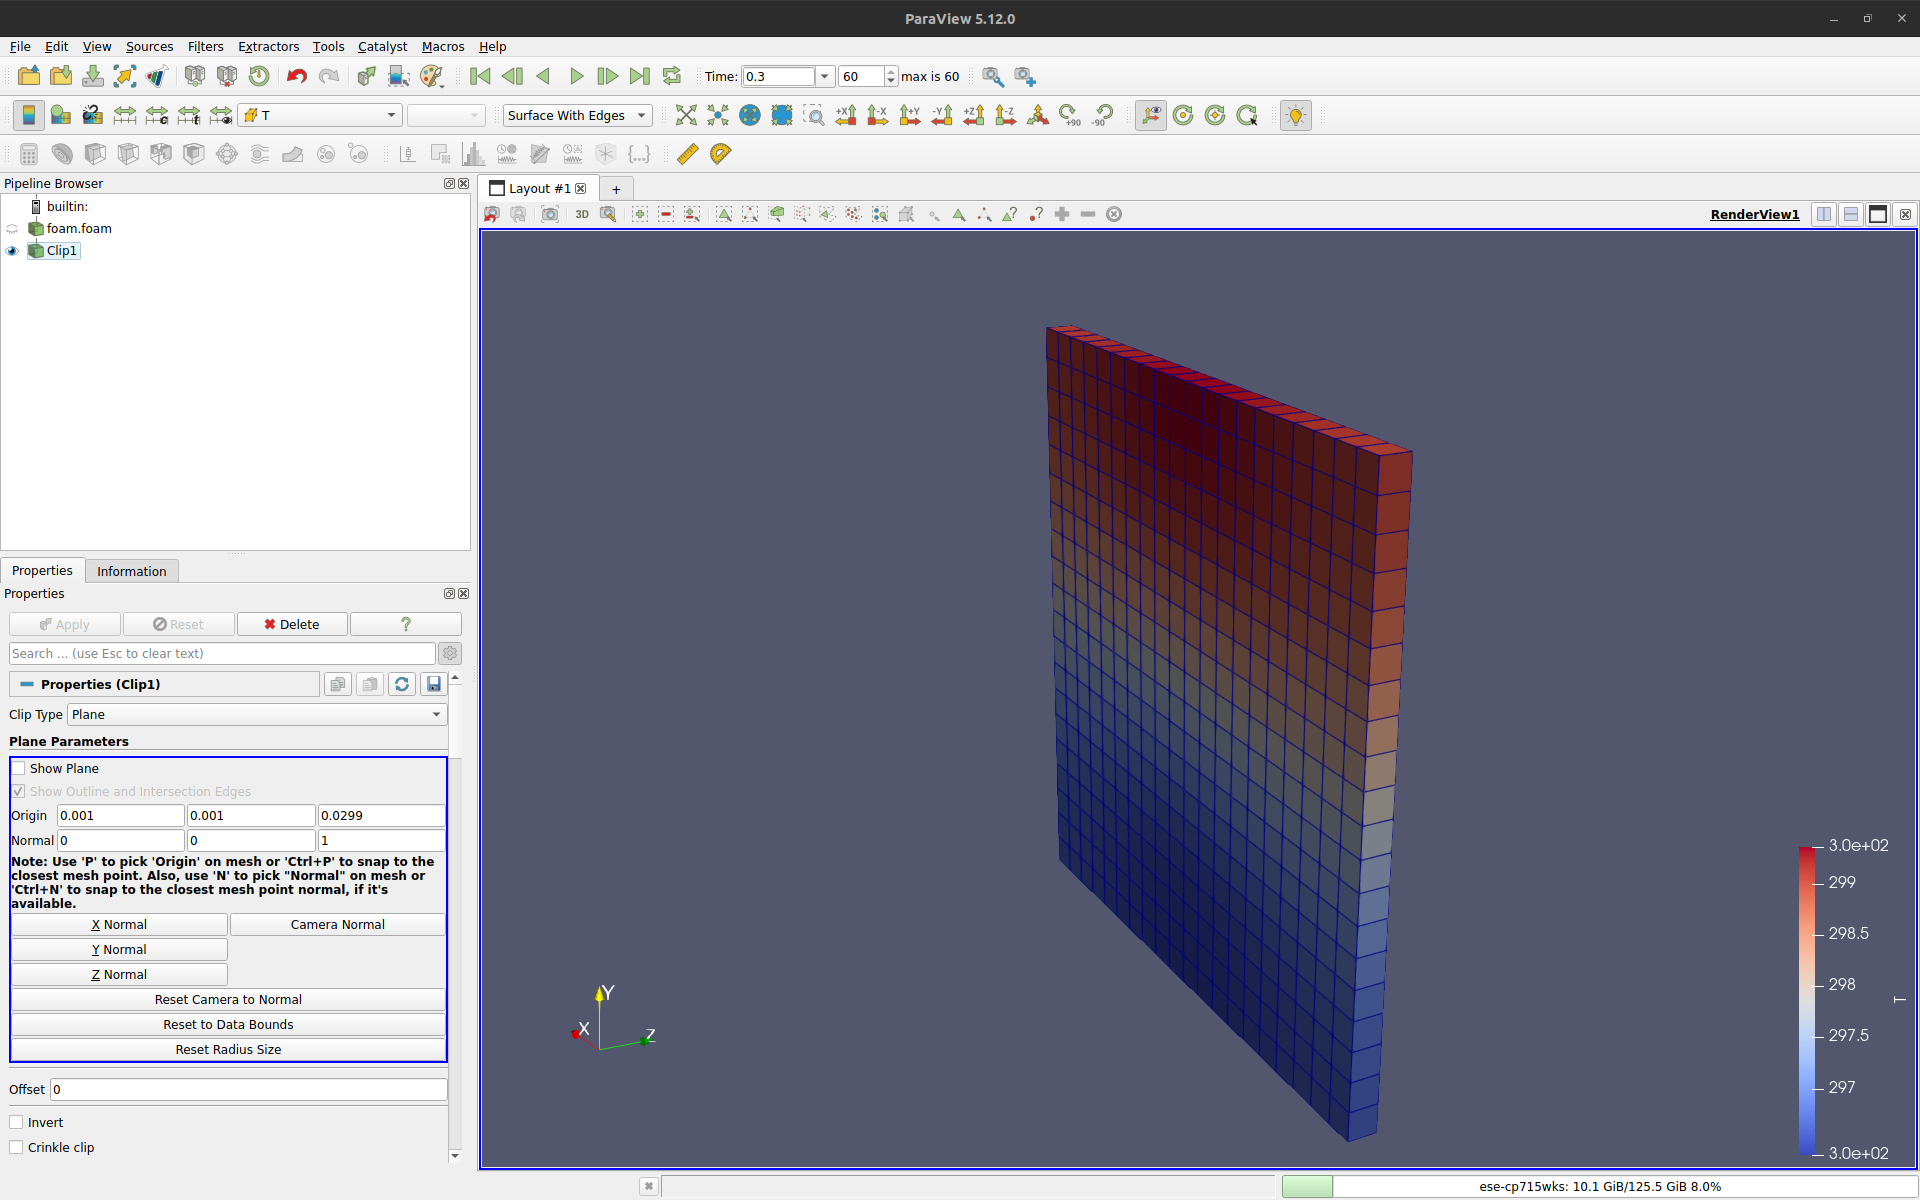 ParaView 5.12.0
File Edit View Sources Filters Extractors Tools Catalyst Macros Help
Time: 0.3 60 max is 60
T Surface With Edges +X -X +Y -Y +Z -Z +90 -90
Pipeline Browser
builtin:
foam.foam
Clip1
Properties Information
Properties
Apply Reset Delete ?
Search ... (use Esc to clear text)
Properties (Clip1)
Clip Type Plane
Plane Parameters
Show Plane
Show Outline and Intersection Edges
Origin 0.001 0.001 0.0299
Normal 0 0 1
Note: Use 'P' to pick 'Origin' on mesh or 'Ctrl+P' to snap to the
closest mesh point. Also, use 'N' to pick "Normal" on mesh or
'Ctrl+N' to snap to the closest mesh point normal, if it's
available.
X Normal Camera Normal
Y Normal
Z Normal
Reset Camera to Normal
Reset to Data Bounds
Reset Radius Size
Offset 0
Invert
Crinkle clip
Layout #1 +
3D RenderView1
Y
X
Z
3.0e+02
299
298.5
298
T
297.5
297
3.0e+02
ese-cp715wks: 10.1 GiB/125.5 GiB 8.0%